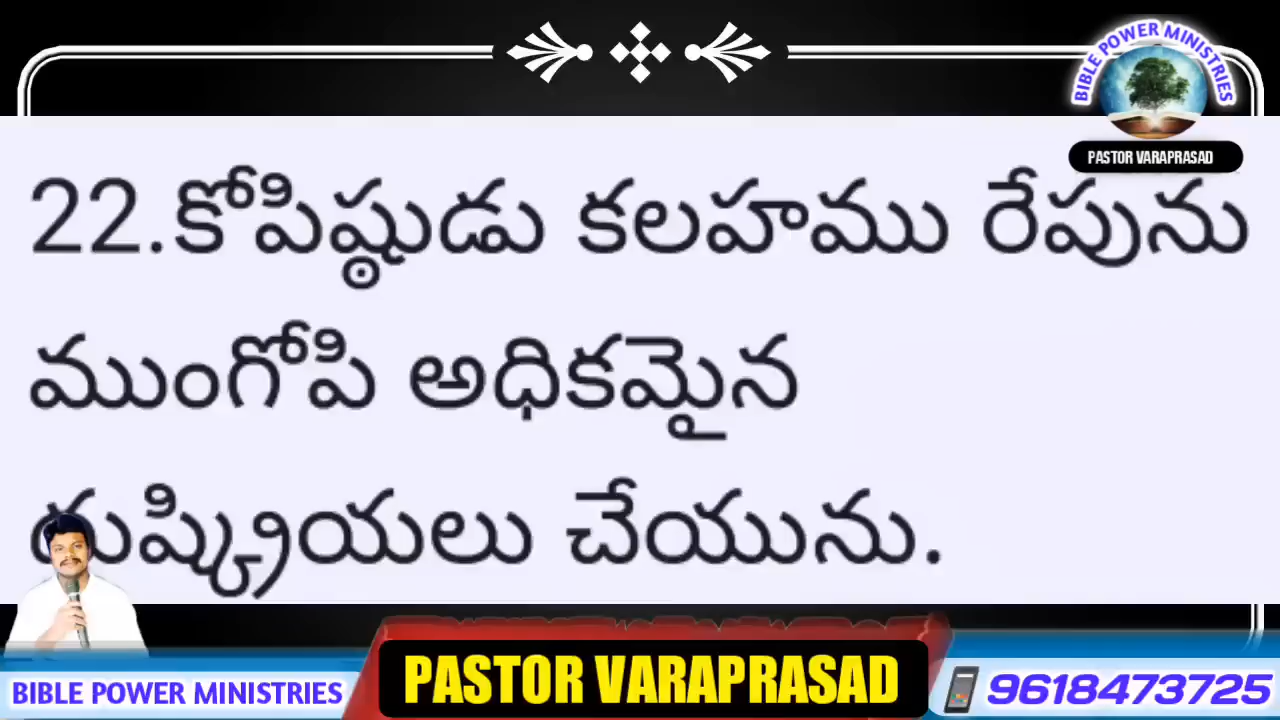 BIBLE POWER MINISTRIES
PASTOR VARAPRASAD
22.కోపిష్ఠుడు కలహము రేపును
ముంగోపి అధికమైన
దుష్క్రియలు చేయును.
BIBLE POWER MINISTRIES
PASTOR VARAPRASAD
9618473725